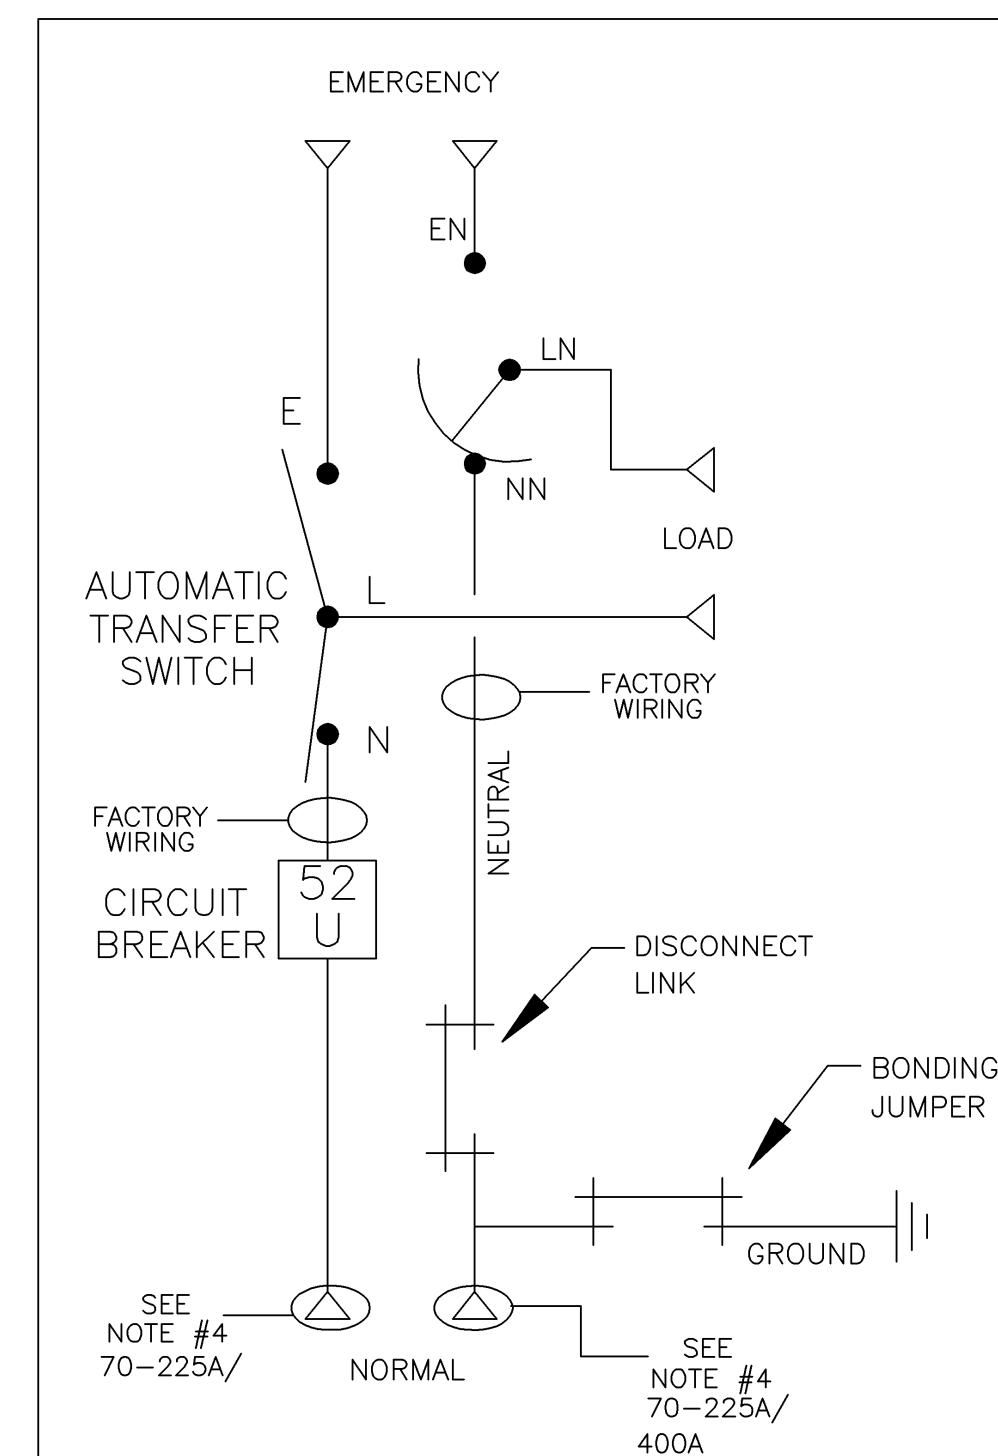 EMERGENCY
EN
LN
E
NN
LOAD
AUTOMATIC
TRANSFER
SWITCH
L
FACTORY
WIRING
N
NEUTRAL
FACTORY
WIRING
52
U
CIRCUIT
BREAKER
DISCONNECT
LINK
BONDING
JUMPER
GROUND
SEE
NOTE #4
70-225A/
NORMAL
SEE
NOTE #4
70-225A/
400A